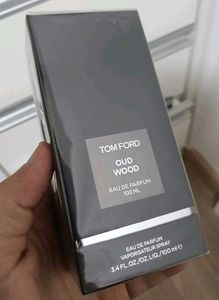 TOM FORD
OUD
WOOD
EAU DE PARFUM
100 ML
EAU DE PARFUM
VAPORISATEUR SPRAY
3.4 FL.OZ./OZ.LIQ./100 ml ℮